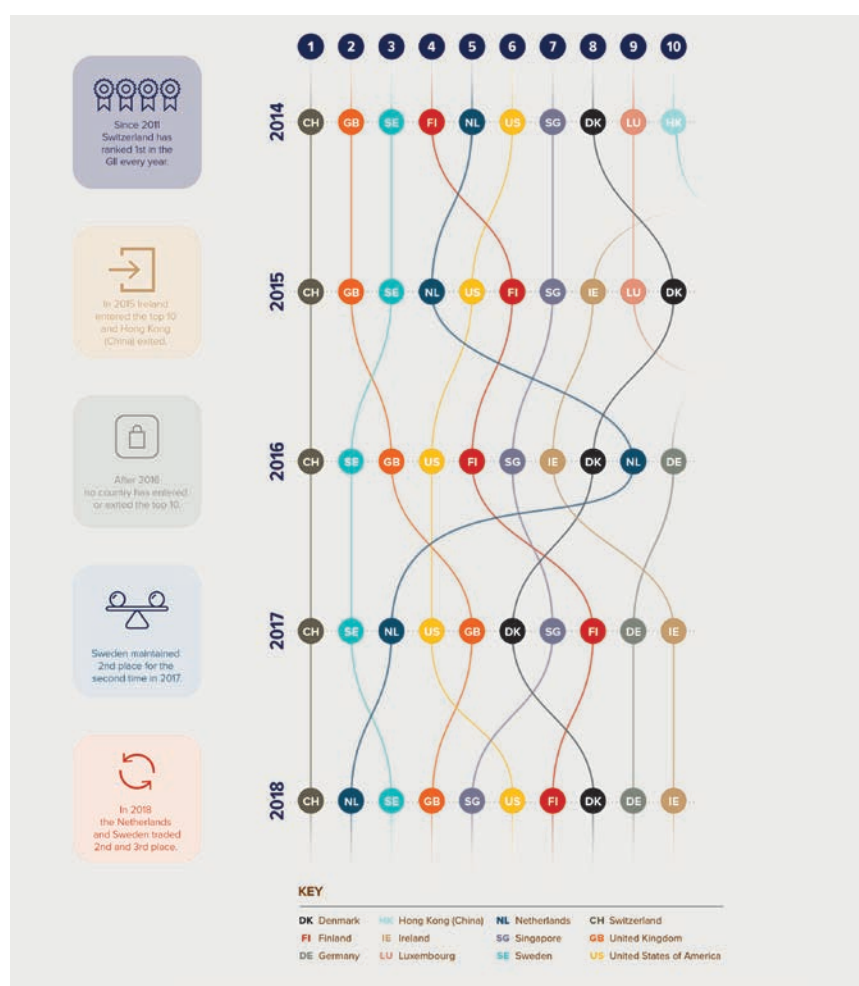 1 2 3 4 5 6 7 8 9 10
Since 2011
Switzerland has
ranked 1st in the
GII every year.
2014
CH GB SE FI NL US SG DK LU HK
In 2015 Ireland
entered the top 10
and Hong Kong
(China) exited.
2015
CH GB SE NL US FI SG IE LU DK
After 2016
no country has entered
or exited the top 10.
2016
CH SE GB US FI SG IE DK NL DE
Sweden maintained
2nd place for the
second time in 2017.
2017
CH SE NL US GB DK SG FI DE IE
In 2018
the Netherlands
and Sweden traded
2nd and 3rd place.
2018
CH NL SE GB SG US FI DK DE IE
KEY
DK Denmark HK Hong Kong (China) NL Netherlands CH Switzerland
FI Finland IE Ireland SG Singapore GB United Kingdom
DE Germany LU Luxembourg SE Sweden US United States of America